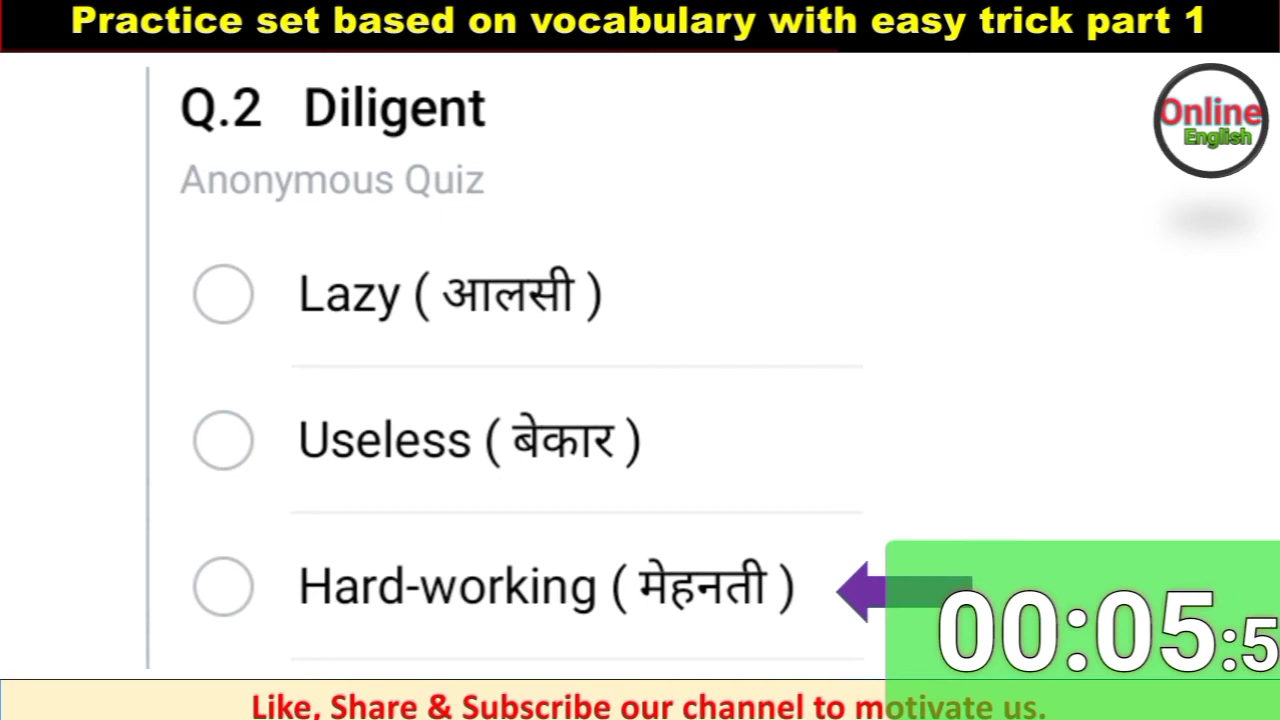 Practice set based on vocabulary with easy trick part 1
Online
English
Q.2 Diligent
Anonymous Quiz
Lazy ( आलसी )
Useless ( बेकार )
Hard-working ( मेहनती )
00:05:5
Like, Share & Subscribe our channel to motivate us.